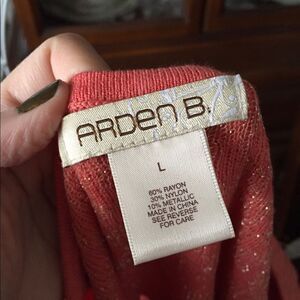 ARDEN B.
L
60% RAYON
30% NYLON
10% METALLIC
MADE IN CHINA
SEE REVERSE
FOR CARE